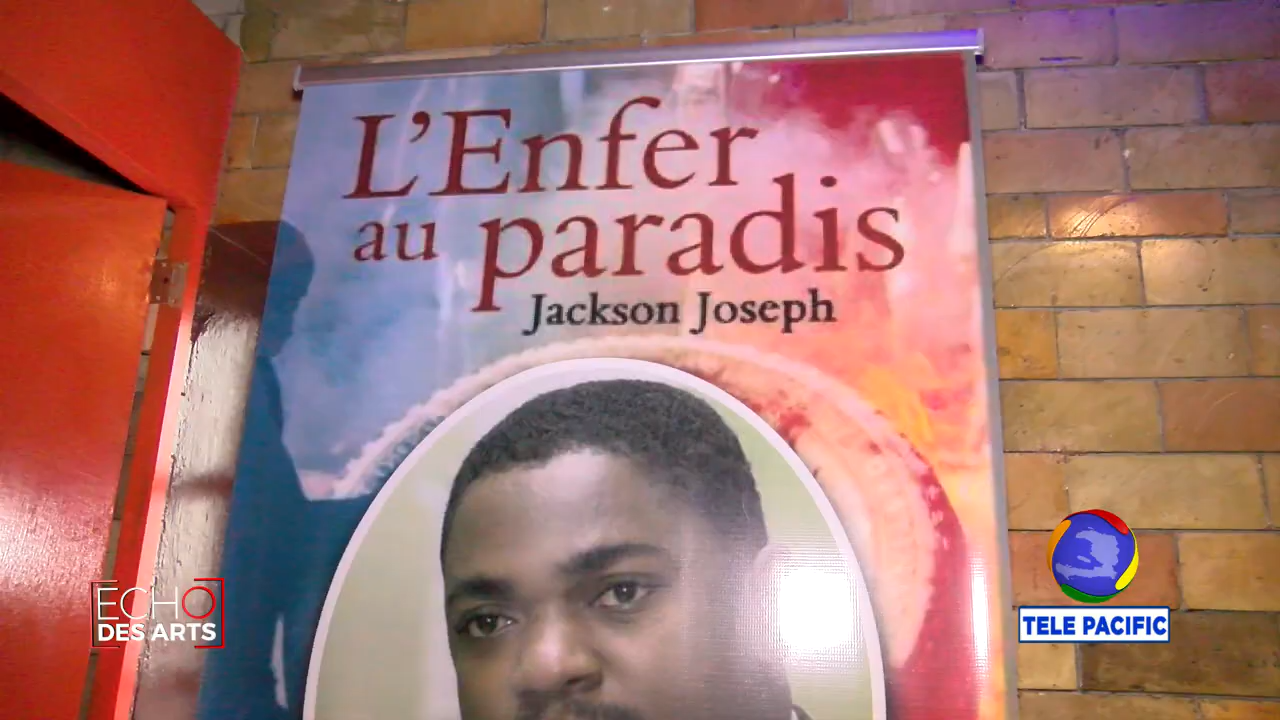 L'Enfer
au paradis
Jackson Joseph
ECHO
DES ARTS
TELE PACIFIC